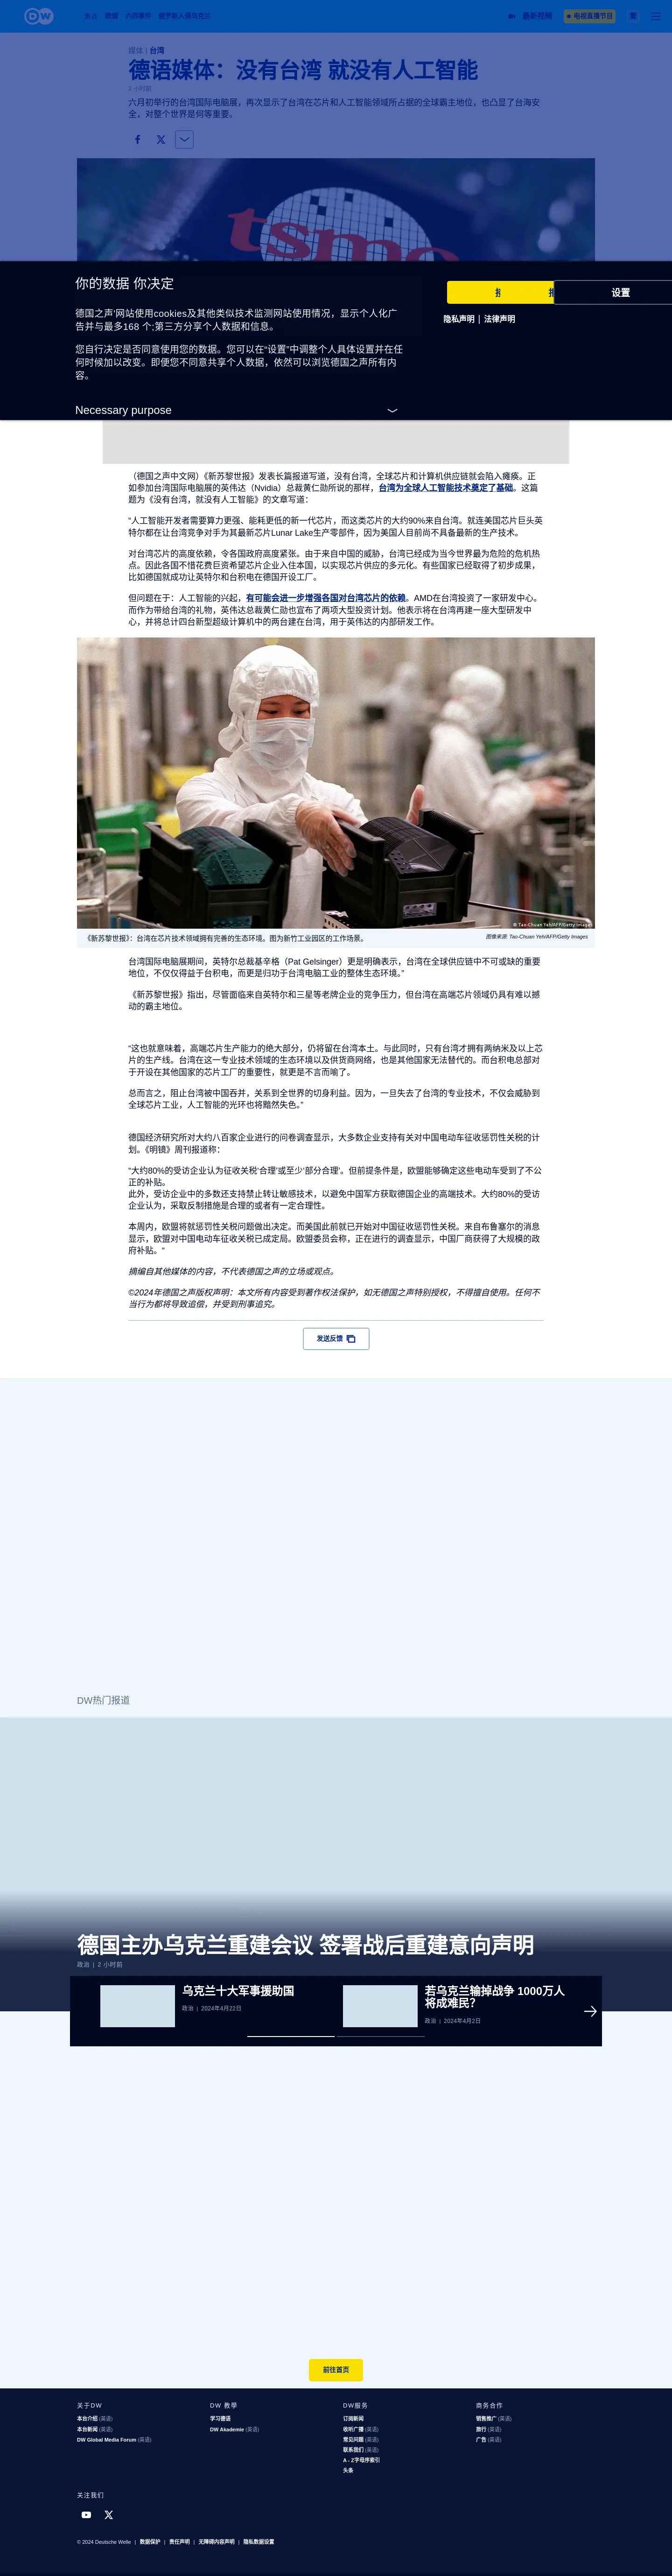 DW
最新视频
电视直播节目
繁
媒体 | 台湾
德语媒体：没有台湾 就没有人工智能
2 小时前
六月初举行的台湾国际电脑展，再次显示了台湾在芯片和人工智能领域所占据的全球霸主地位，也凸显了台海安
全，对整个世界是何等重要。
tsmc
你的数据 你决定
德国之声'网站使用cookies及其他类似技术监测网站使用情况，显示个人化广
告并与最多168 个;第三方分享个人数据和信息。
您自行决定是否同意使用您的数据。您可以在“设置”中调整个人具体设置并在任
何时候加以改变。即便您不同意共享个人数据，依然可以浏览德国之声所有内
容。
Necessary purpose
设置
隐私声明 | 法律声明
（德国之声中文网）《新苏黎世报》发表长篇报道写道，没有台湾，全球芯片和计算机供应链就会陷入瘫痪。正
如参加台湾国际电脑展的英伟达（Nvidia）总裁黄仁勋所说的那样，台湾为全球人工智能技术奠定了基础。这篇
题为《没有台湾，就没有人工智能》的文章写道：
“人工智能开发者需要算力更强、能耗更低的新一代芯片，而这类芯片的大约90%来自台湾。就连美国芯片巨头英
特尔都在让台湾竞争对手为其最新芯片Lunar Lake生产零部件，因为美国人目前尚不具备最新的生产技术。
对台湾芯片的高度依赖，令各国政府高度紧张。由于来自中国的威胁，台湾已经成为当今世界最为危险的危机热
点。因此各国不惜花费巨资希望芯片企业入住本国，以实现芯片供应的多元化。有些国家已经取得了初步成果，
比如德国就成功让英特尔和台积电在德国开设工厂。
但问题在于：人工智能的兴起，有可能会进一步增强各国对台湾芯片的依赖。AMD在台湾投资了一家研发中心。
而作为带给台湾的礼物，英伟达总裁黄仁勋也宣布了两项大型投资计划。他表示将在台湾再建一座大型研发中
心，并将总计四台新型超级计算机中的两台建在台湾，用于英伟达的内部研发工作。
© Tao-Chuan Yeh/AFP/Getty Images
《新苏黎世报》：台湾在芯片技术领域拥有完善的生态环境。图为新竹工业园区的工作场景。
图像来源: Tao-Chuan Yeh/AFP/Getty Images
台湾国际电脑展期间，英特尔总裁基辛格（Pat Gelsinger）更是明确表示，台湾在全球供应链中不可或缺的重要
地位，不仅仅得益于台积电，而更是归功于台湾电脑工业的整体生态环境。”
《新苏黎世报》指出，尽管面临来自英特尔和三星等老牌企业的竞争压力，但台湾在高端芯片领域仍具有难以撼
动的霸主地位。
“这也就意味着，高端芯片生产能力的绝大部分，仍将留在台湾本土。与此同时，只有台湾才拥有两纳米及以上芯
片的生产线。台湾在这一专业技术领域的生态环境以及供货商网络，也是其他国家无法替代的。而台积电总部对
于开设在其他国家的芯片工厂的重要性，就更是不言而喻了。
总而言之，阻止台湾被中国吞并，关系到全世界的切身利益。因为，一旦失去了台湾的专业技术，不仅会威胁到
全球芯片工业，人工智能的光环也将黯然失色。”
德国经济研究所对大约八百家企业进行的问卷调查显示，大多数企业支持有关对中国电动车征收惩罚性关税的计
划。《明镜》周刊报道称：
“大约80%的受访企业认为征收关税‘合理’或至少‘部分合理’。但前提条件是，欧盟能够确定这些电动车受到了不公
正的补贴。
此外，受访企业中的多数还支持禁止转让敏感技术，以避免中国军方获取德国企业的高端技术。大约80%的受访
企业认为，采取反制措施是合理的或者有一定合理性。
本周内，欧盟将就惩罚性关税问题做出决定。而美国此前就已开始对中国征收惩罚性关税。来自布鲁塞尔的消息
显示，欧盟对中国电动车征收关税已成定局。欧盟委员会称，正在进行的调查显示，中国厂商获得了大规模的政
府补贴。“
摘编自其他媒体的内容，不代表德国之声的立场或观点。
©2024年德国之声版权声明：本文所有内容受到著作权法保护，如无德国之声特别授权，不得擅自使用。任何不
当行为都将导致追偿，并受到刑事追究。
发送反馈
DW热门报道
德国主办乌克兰重建会议 签署战后重建意向声明
政治 | 2 小时前
乌克兰十大军事援助国
政治 | 2024年4月22日
若乌克兰输掉战争 1000万人
将成难民？
政治 | 2024年4月2日
前往首页
关于DW
本台介绍 (英语)
本台新闻 (英语)
DW Global Media Forum (英语)
DW 教學
学习德语
DW Akademie (英语)
DW服务
订阅新闻
收听广播 (英语)
常见问题 (英语)
联系我们 (英语)
A - Z字母序索引
头条
商务合作
销售推广 (英语)
旅行 (英语)
广告 (英语)
关注我们
© 2024 Deutsche Welle | 数据保护 | 责任声明 | 无障碍内容声明 | 隐私数据设置